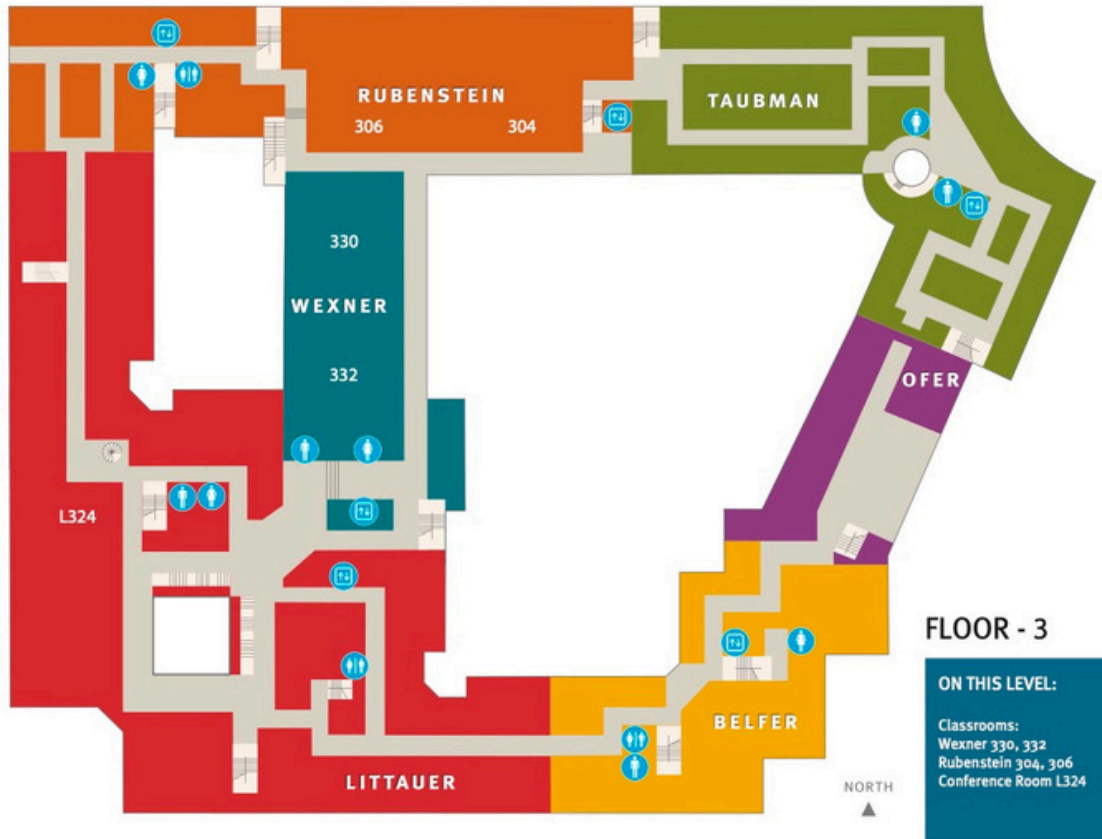 RUBENSTEIN
306 304
TAUBMAN
330
WEXNER
332
OFER
L324
BELFER
LITTAUER
NORTH
FLOOR - 3
ON THIS LEVEL:
Classrooms:
Wexner 330, 332
Rubenstein 304, 306
Conference Room L324